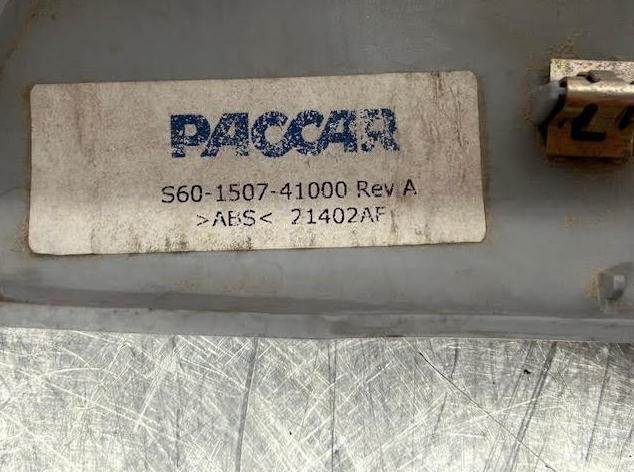 PACCAR
S60-1507-41000 Rev A
>ABS< 21402AF